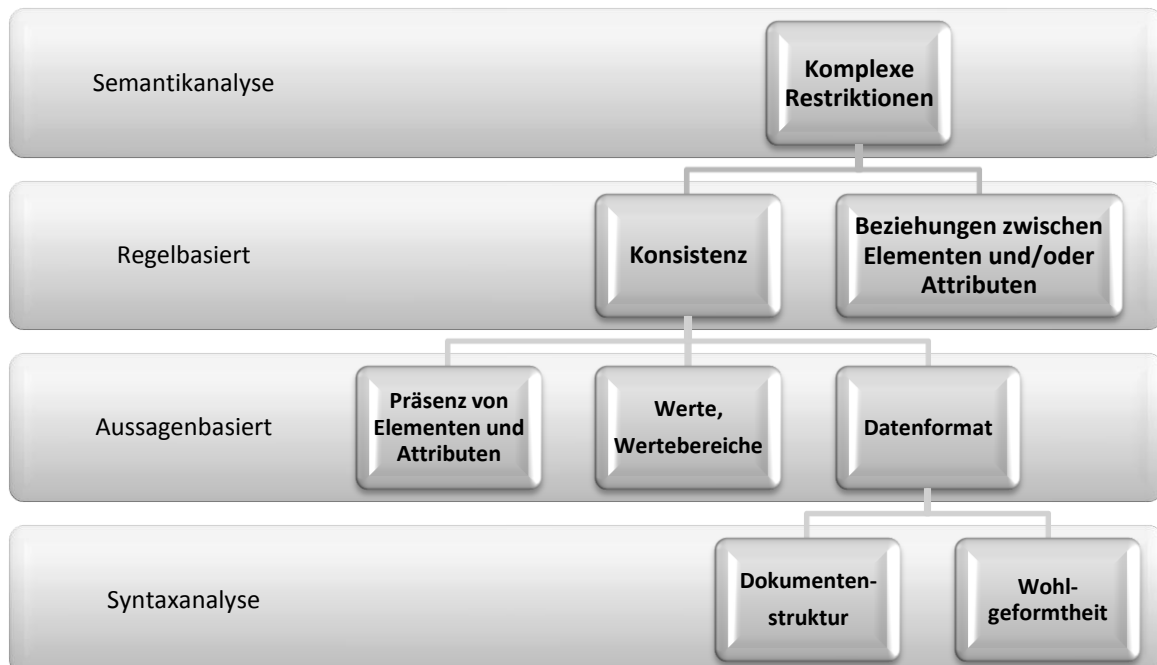 Semantikanalyse
Komplexe
Restriktionen
Regelbasiert
Konsistenz
Beziehungen zwischen
Elementen und/oder
Attributen
Aussagenbasiert
Präsenz von
Elementen und
Attributen
Werte,
Wertebereiche
Datenformat
Syntaxanalyse
Dokumenten-
struktur
Wohl-
geformtheit